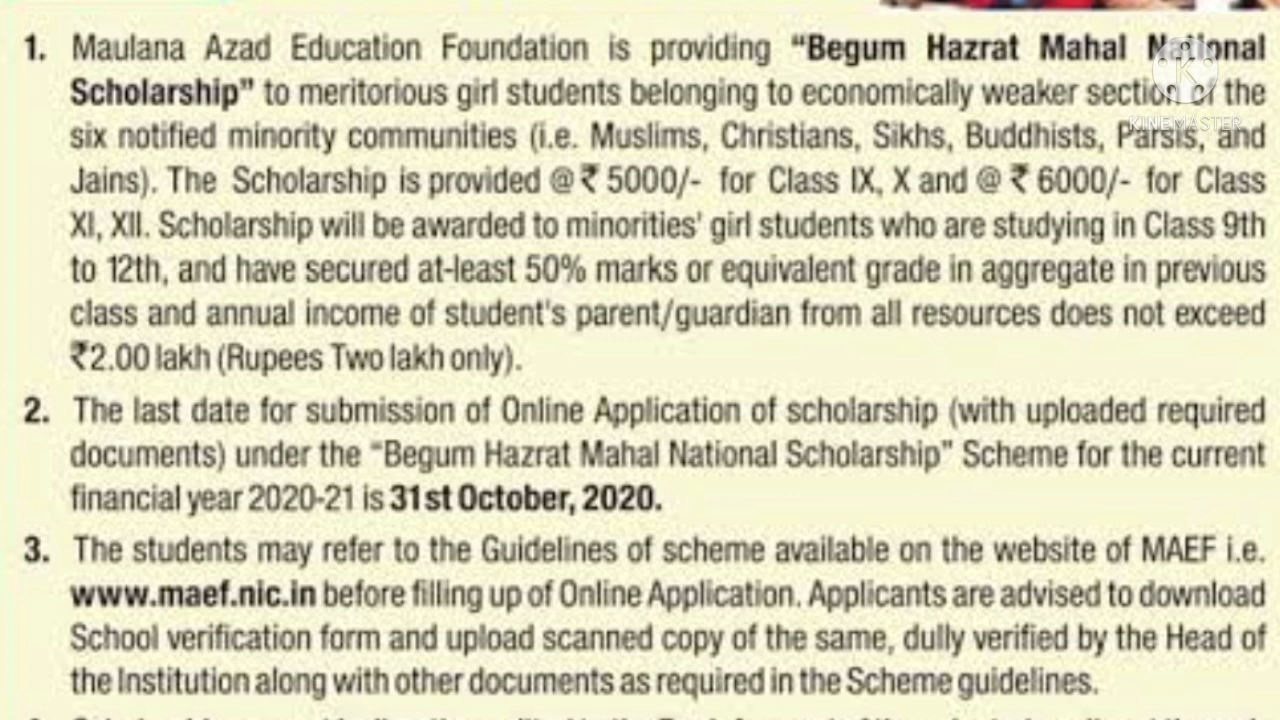 1. Maulana Azad Education Foundation is providing “Begum Hazrat Mahal National
Scholarship” to meritorious girl students belonging to economically weaker section of the
six notified minority communities (i.e. Muslims, Christians, Sikhs, Buddhists, Parsis, and
Jains). The Scholarship is provided @ ₹ 5000/- for Class IX, X and @ ₹ 6000/- for Class
XI, XII. Scholarship will be awarded to minorities' girl students who are studying in Class 9th
to 12th, and have secured at-least 50% marks or equivalent grade in aggregate in previous
class and annual income of student's parent/guardian from all resources does not exceed
₹2.00 lakh (Rupees Two lakh only).
2. The last date for submission of Online Application of scholarship (with uploaded required
documents) under the “Begum Hazrat Mahal National Scholarship” Scheme for the current
financial year 2020-21 is 31st October, 2020.
3. The students may refer to the Guidelines of scheme available on the website of MAEF i.e.
www.maef.nic.in before filling up of Online Application. Applicants are advised to download
School verification form and upload scanned copy of the same, dully verified by the Head of
the Institution along with other documents as required in the Scheme guidelines.
K
KINEMASTER